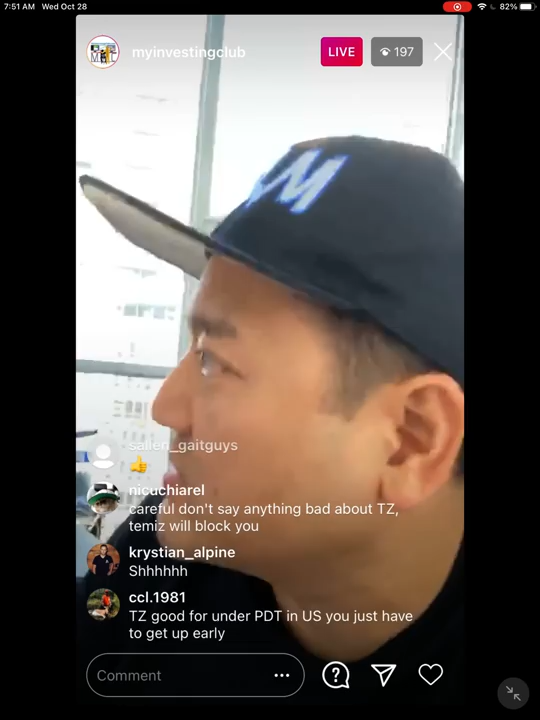 7:51 AM Wed Oct 28
82%
myinvestingclub
LIVE
197
sallen_gaitguys
nicuchiarel
careful don't say anything bad about TZ,
temiz will block you
krystian_alpine
Shhhhhh
ccl.1981
TZ good for under PDT in US you just have
to get up early
Comment